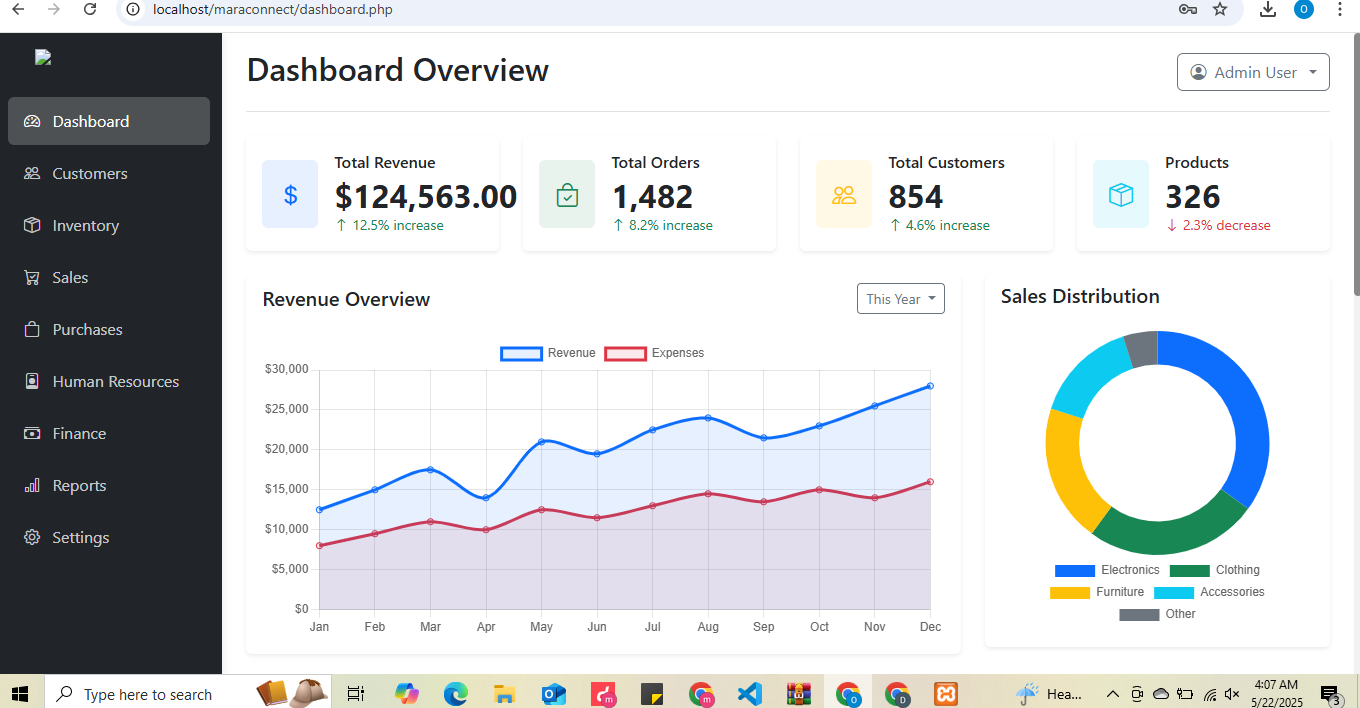 localhost/maraconnect/dashboard.php
O
Dashboard Overview
Admin User
Dashboard
Customers
Inventory
Sales
Purchases
Human Resources
Finance
Reports
Settings
$
Total Revenue
$124,563.00
↑ 12.5% increase
Total Orders
1,482
↑ 8.2% increase
Total Customers
854
↑ 4.6% increase
Products
326
↓ 2.3% decrease
Revenue Overview
This Year
Revenue Expenses
$30,000
$25,000
$20,000
$15,000
$10,000
$5,000
$0
Jan Feb Mar Apr May Jun Jul Aug Sep Oct Nov Dec
Sales Distribution
Electronics Clothing
Furniture Accessories
Other
Type here to search
m
m
O
D
Hea...
4:07 AM
5/22/2025
3